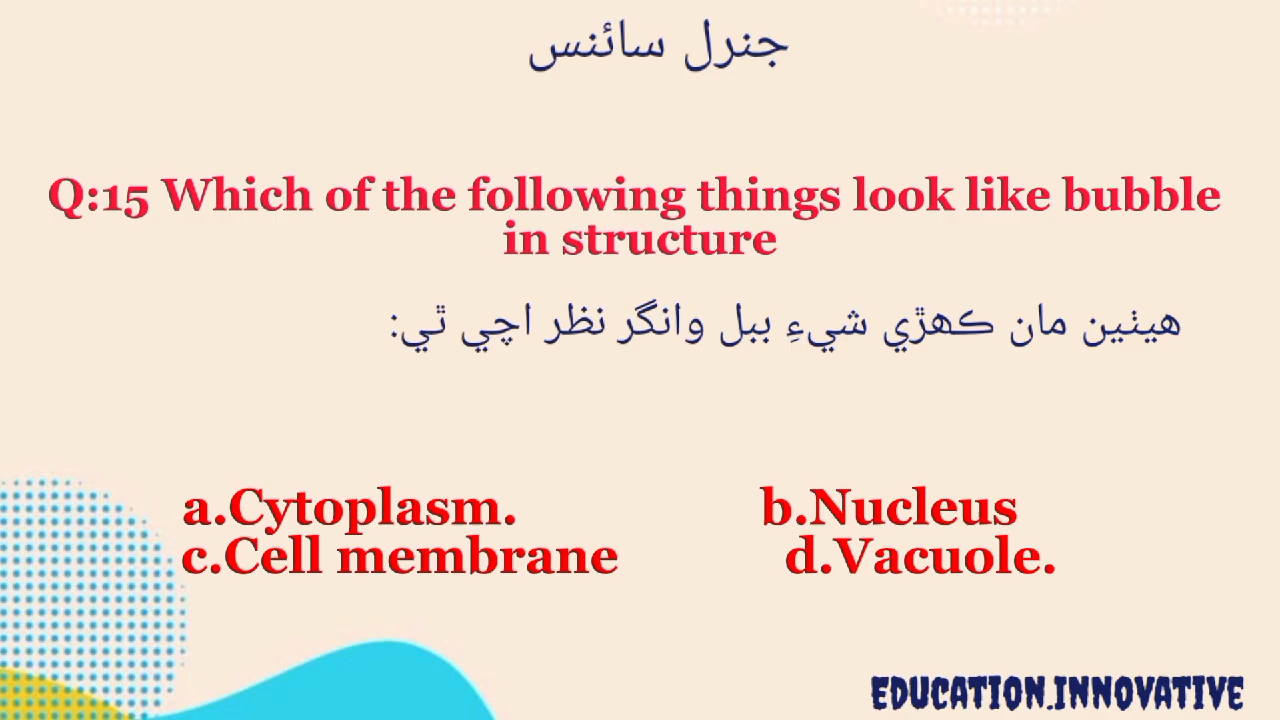 جنرل سائنس
Q:15 Which of the following things look like bubble
in structure
هيٺين مان ڪهڙي شيءِ ببل وانگر نظر اچي ٿي:
a.Cytoplasm. b.Nucleus
c.Cell membrane d.Vacuole.
EDUCATION.INNOVATIVE